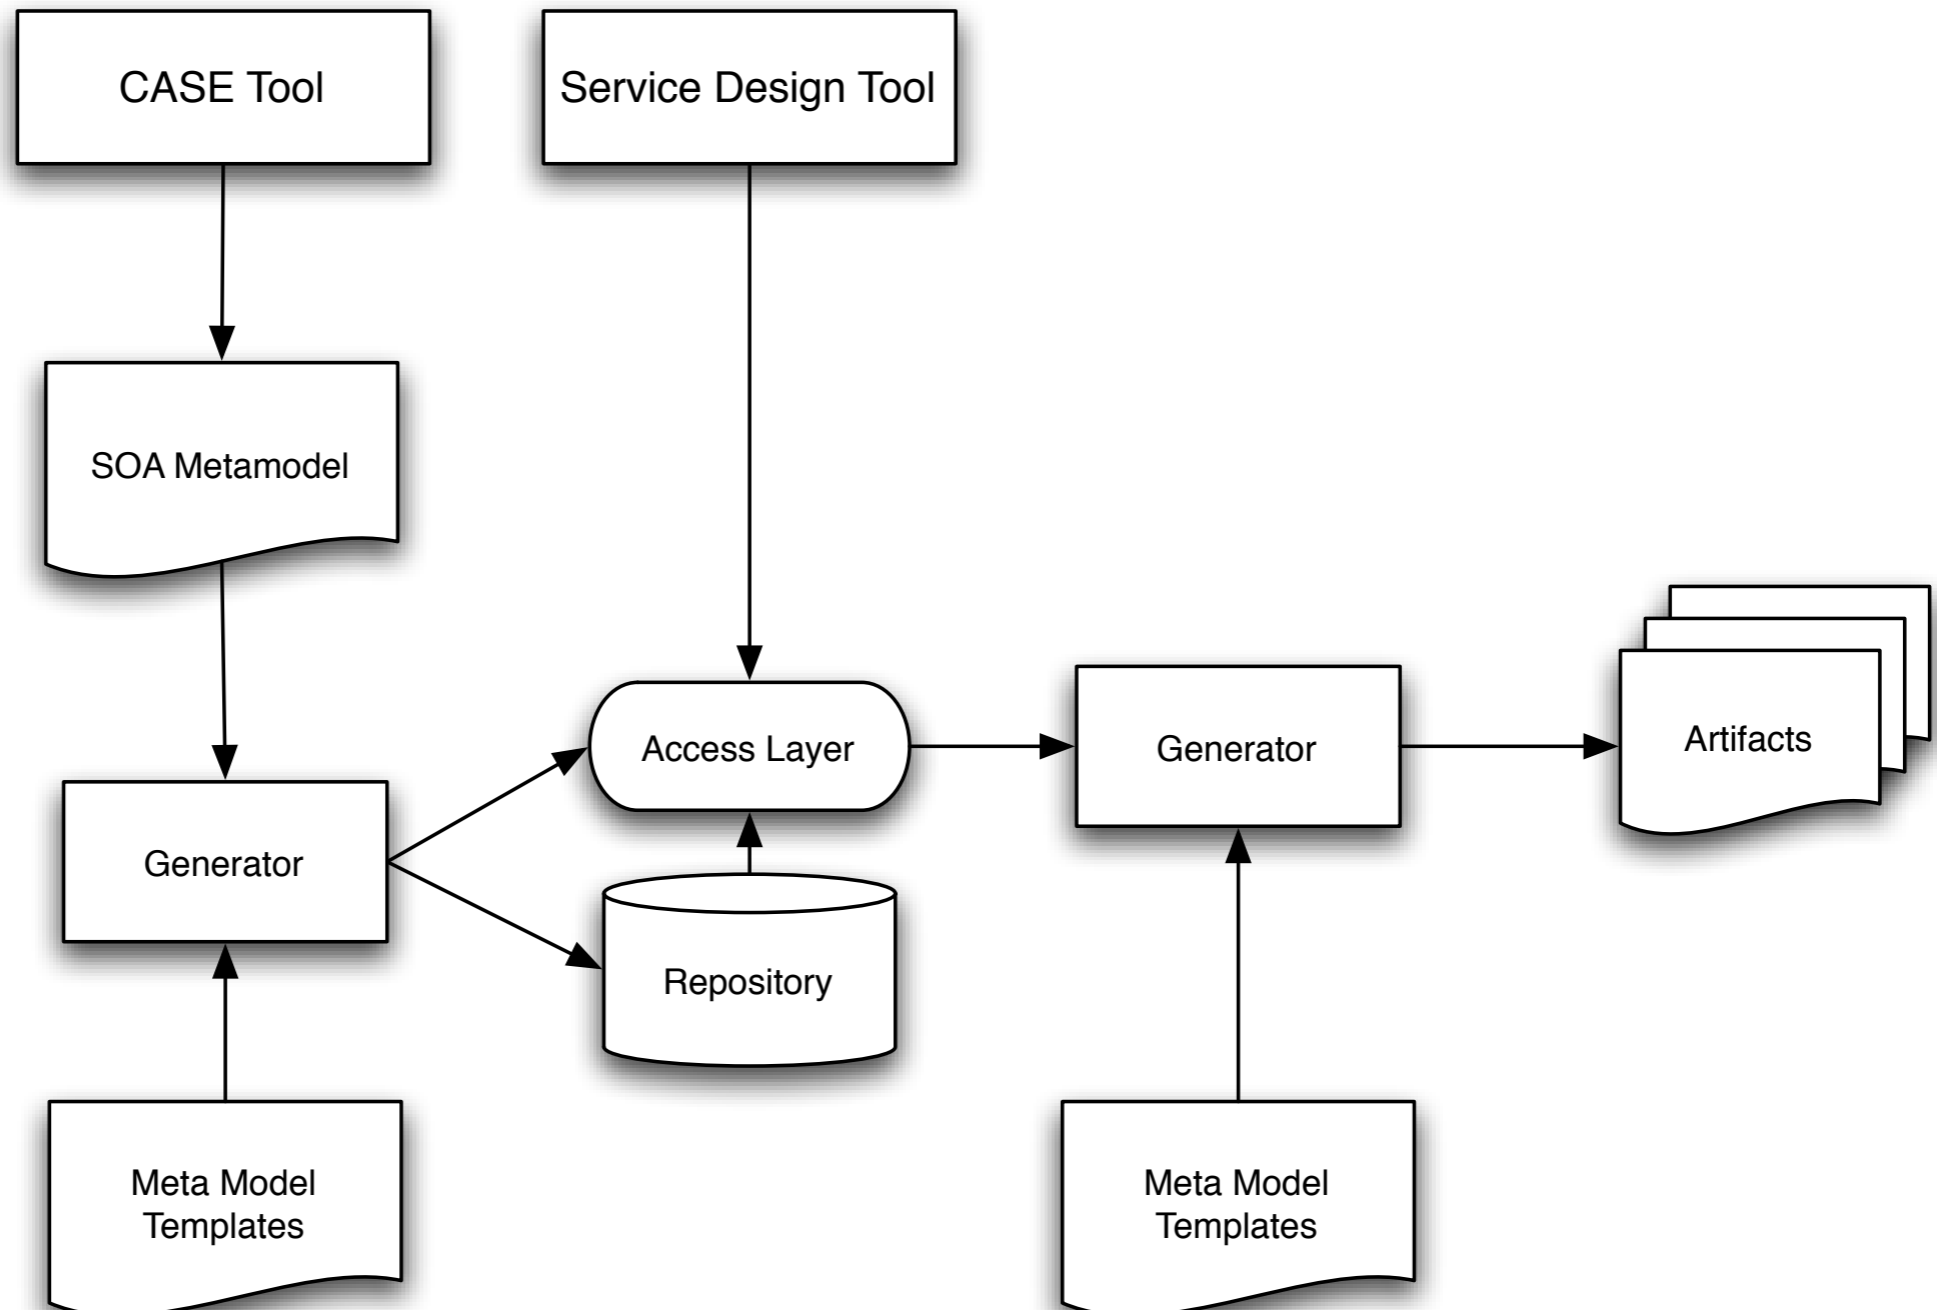 CASE Tool
Service Design Tool
SOA Metamodel
Access Layer
Generator
Artifacts
Generator
Repository
Meta Model
Templates
Meta Model
Templates